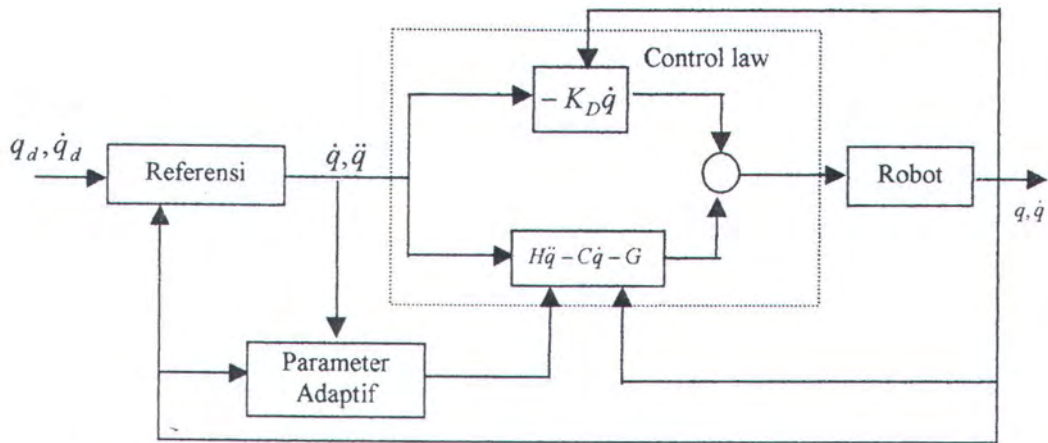 Control law
− K_D q̇
q_d, q̇_d
Referensi
q̇, q̈
Robot
q, q̇
Hq̈ − Cq̇ − G
Parameter
Adaptif